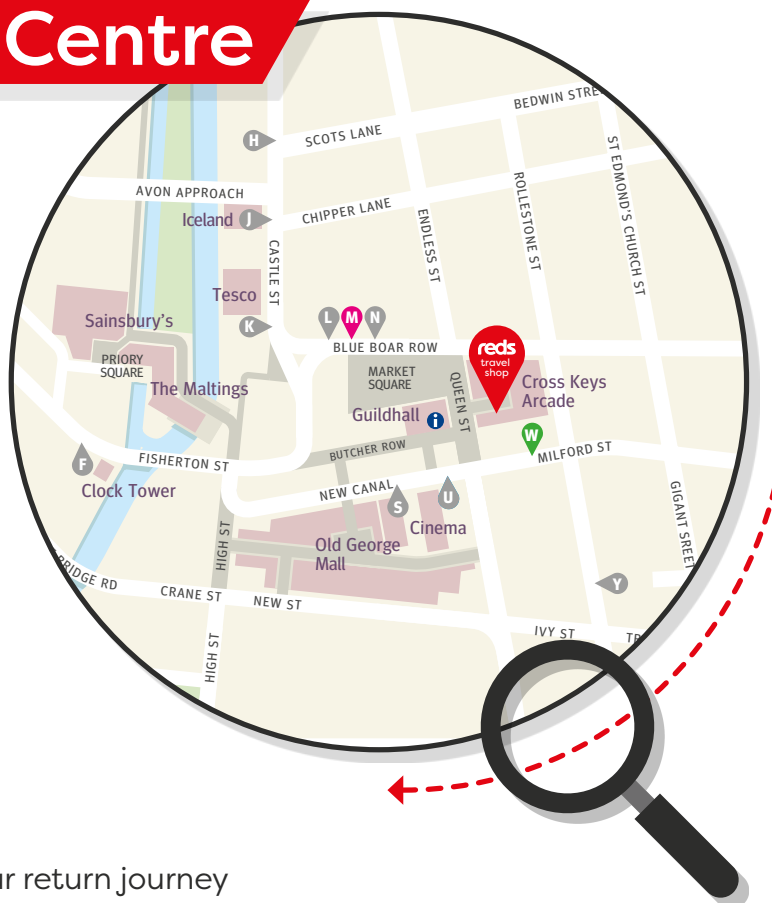 Centre
BEDWIN STRE
H
SCOTS LANE
ST EDMOND'S CHURCH ST
AVON APPROACH
ROLLESTONE ST
Iceland
J
CHIPPER LANE
ENDLESS ST
CASTLE ST
Tesco
Sainsbury's
K
L
M
N
BLUE BOAR ROW
reds
travel
shop
PRIORY
SQUARE
MARKET
SQUARE
QUEEN ST
Cross Keys
Arcade
The Maltings
Guildhall
i
W
BUTCHER ROW
MILFORD ST
F
FISHERTON ST
Clock Tower
NEW CANAL
S
U
Cinema
GIGANT SREET
HIGH ST
Old George
Mall
BRIDGE RD
CRANE ST
NEW ST
Y
IVY ST
TR
HIGH ST
ur return journey